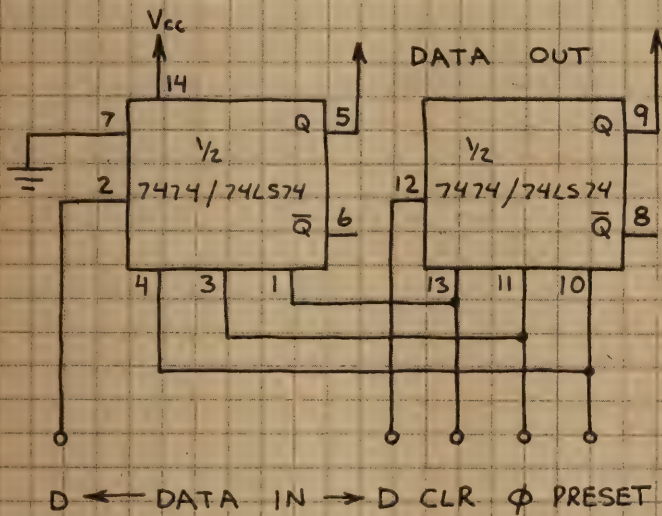 Vcc
DATA OUT
14
7 Q 5 Q 9
1/2 1/2
2 7474/74LS74 12 7474/74LS74
Q̅ 6 Q̅ 8
4 3 1 13 11 10
D ← DATA IN → D CLR ϕ PRESET